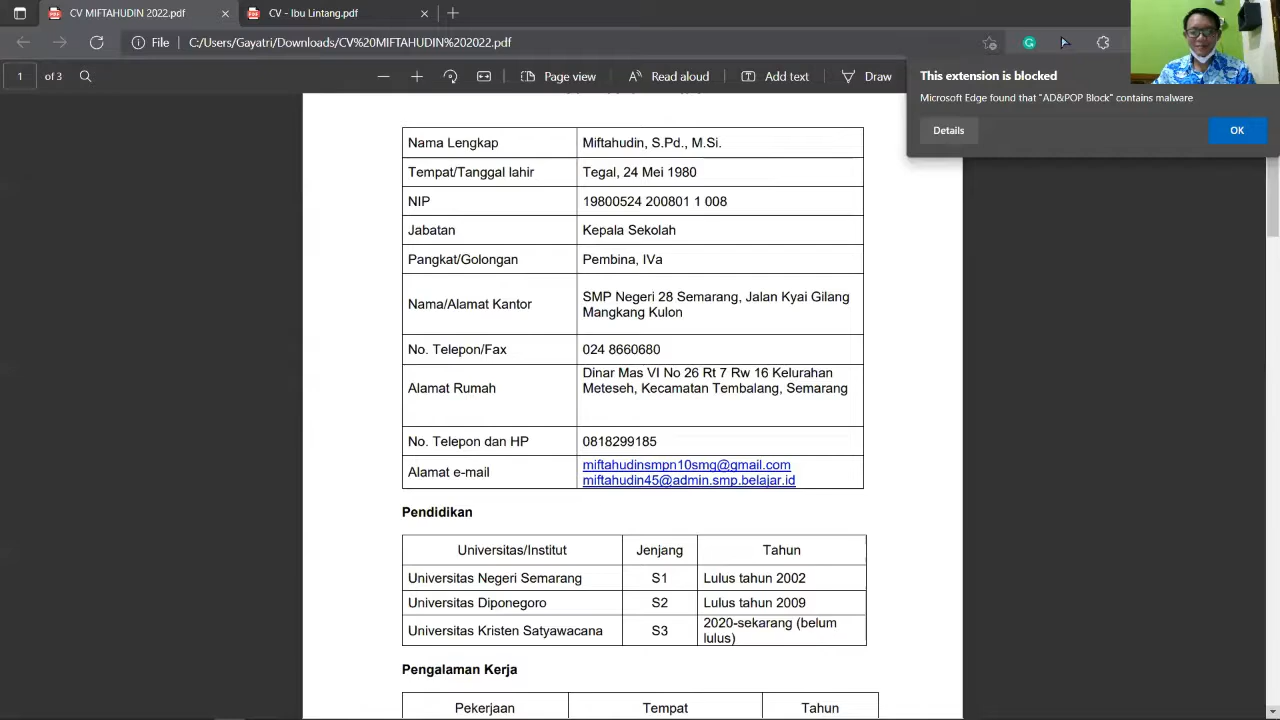 CV MIFTAHUDIN 2022.pdf
CV - Ibu Lintang.pdf
File
C:/Users/Gayatri/Downloads/CV%20MIFTAHUDIN%202022.pdf
1 of 3
Page view
Read aloud
Add text
Draw
This extension is blocked
Microsoft Edge found that "AD&POP Block" contains malware
Details
OK
Nama Lengkap Miftahudin, S.Pd., M.Si.
Tempat/Tanggal lahir Tegal, 24 Mei 1980
NIP 19800524 200801 1 008
Jabatan Kepala Sekolah
Pangkat/Golongan Pembina, IVa
Nama/Alamat Kantor SMP Negeri 28 Semarang, Jalan Kyai Gilang
Mangkang Kulon
No. Telepon/Fax 024 8660680
Alamat Rumah Dinar Mas VI No 26 Rt 7 Rw 16 Kelurahan
Meteseh, Kecamatan Tembalang, Semarang
No. Telepon dan HP 0818299185
Alamat e-mail miftahudinsmpn10smg@gmail.com
miftahudin45@admin.smp.belajar.id
Pendidikan
Universitas/Institut Jenjang Tahun
Universitas Negeri Semarang S1 Lulus tahun 2002
Universitas Diponegoro S2 Lulus tahun 2009
Universitas Kristen Satyawacana S3 2020-sekarang (belum
lulus)
Pengalaman Kerja
Pekerjaan Tempat Tahun